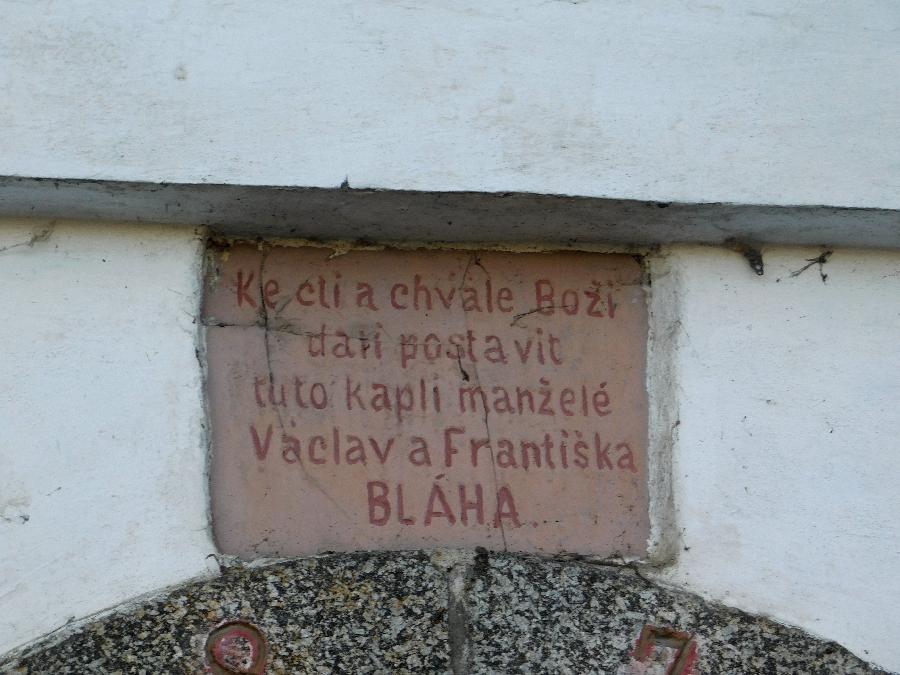 Ke cti a chvále Boží
dali postavit
tuto kapli manželé
Václav a Františka
BLÁHA.